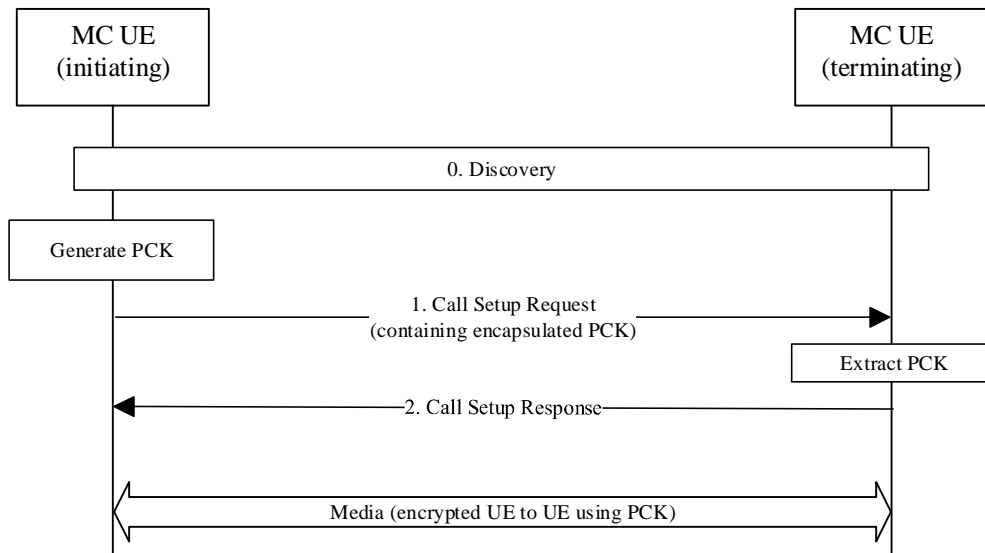 MC UE
(initiating)
MC UE
(terminating)
0. Discovery
Generate PCK
1. Call Setup Request
(containing encapsulated PCK)
Extract PCK
2. Call Setup Response
Media (encrypted UE to UE using PCK)